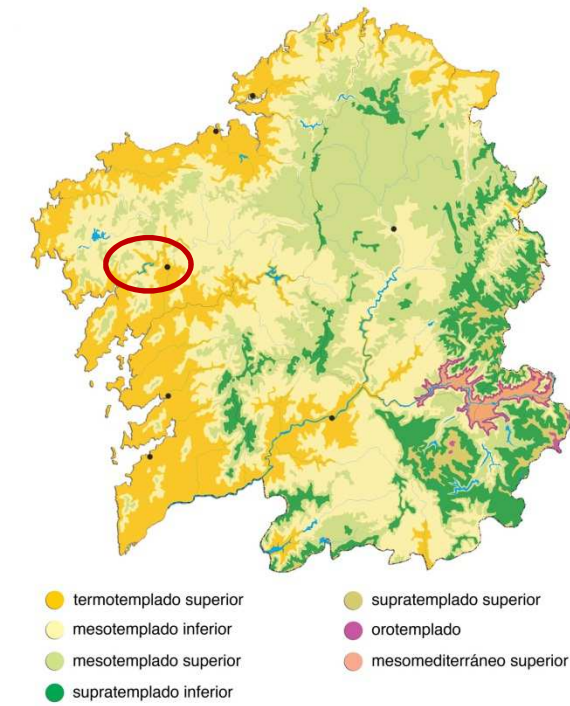 termotemplado superior
mesotemplado inferior
mesotemplado superior
supratemplado inferior
supratemplado superior
orotemplado
mesomediterráneo superior